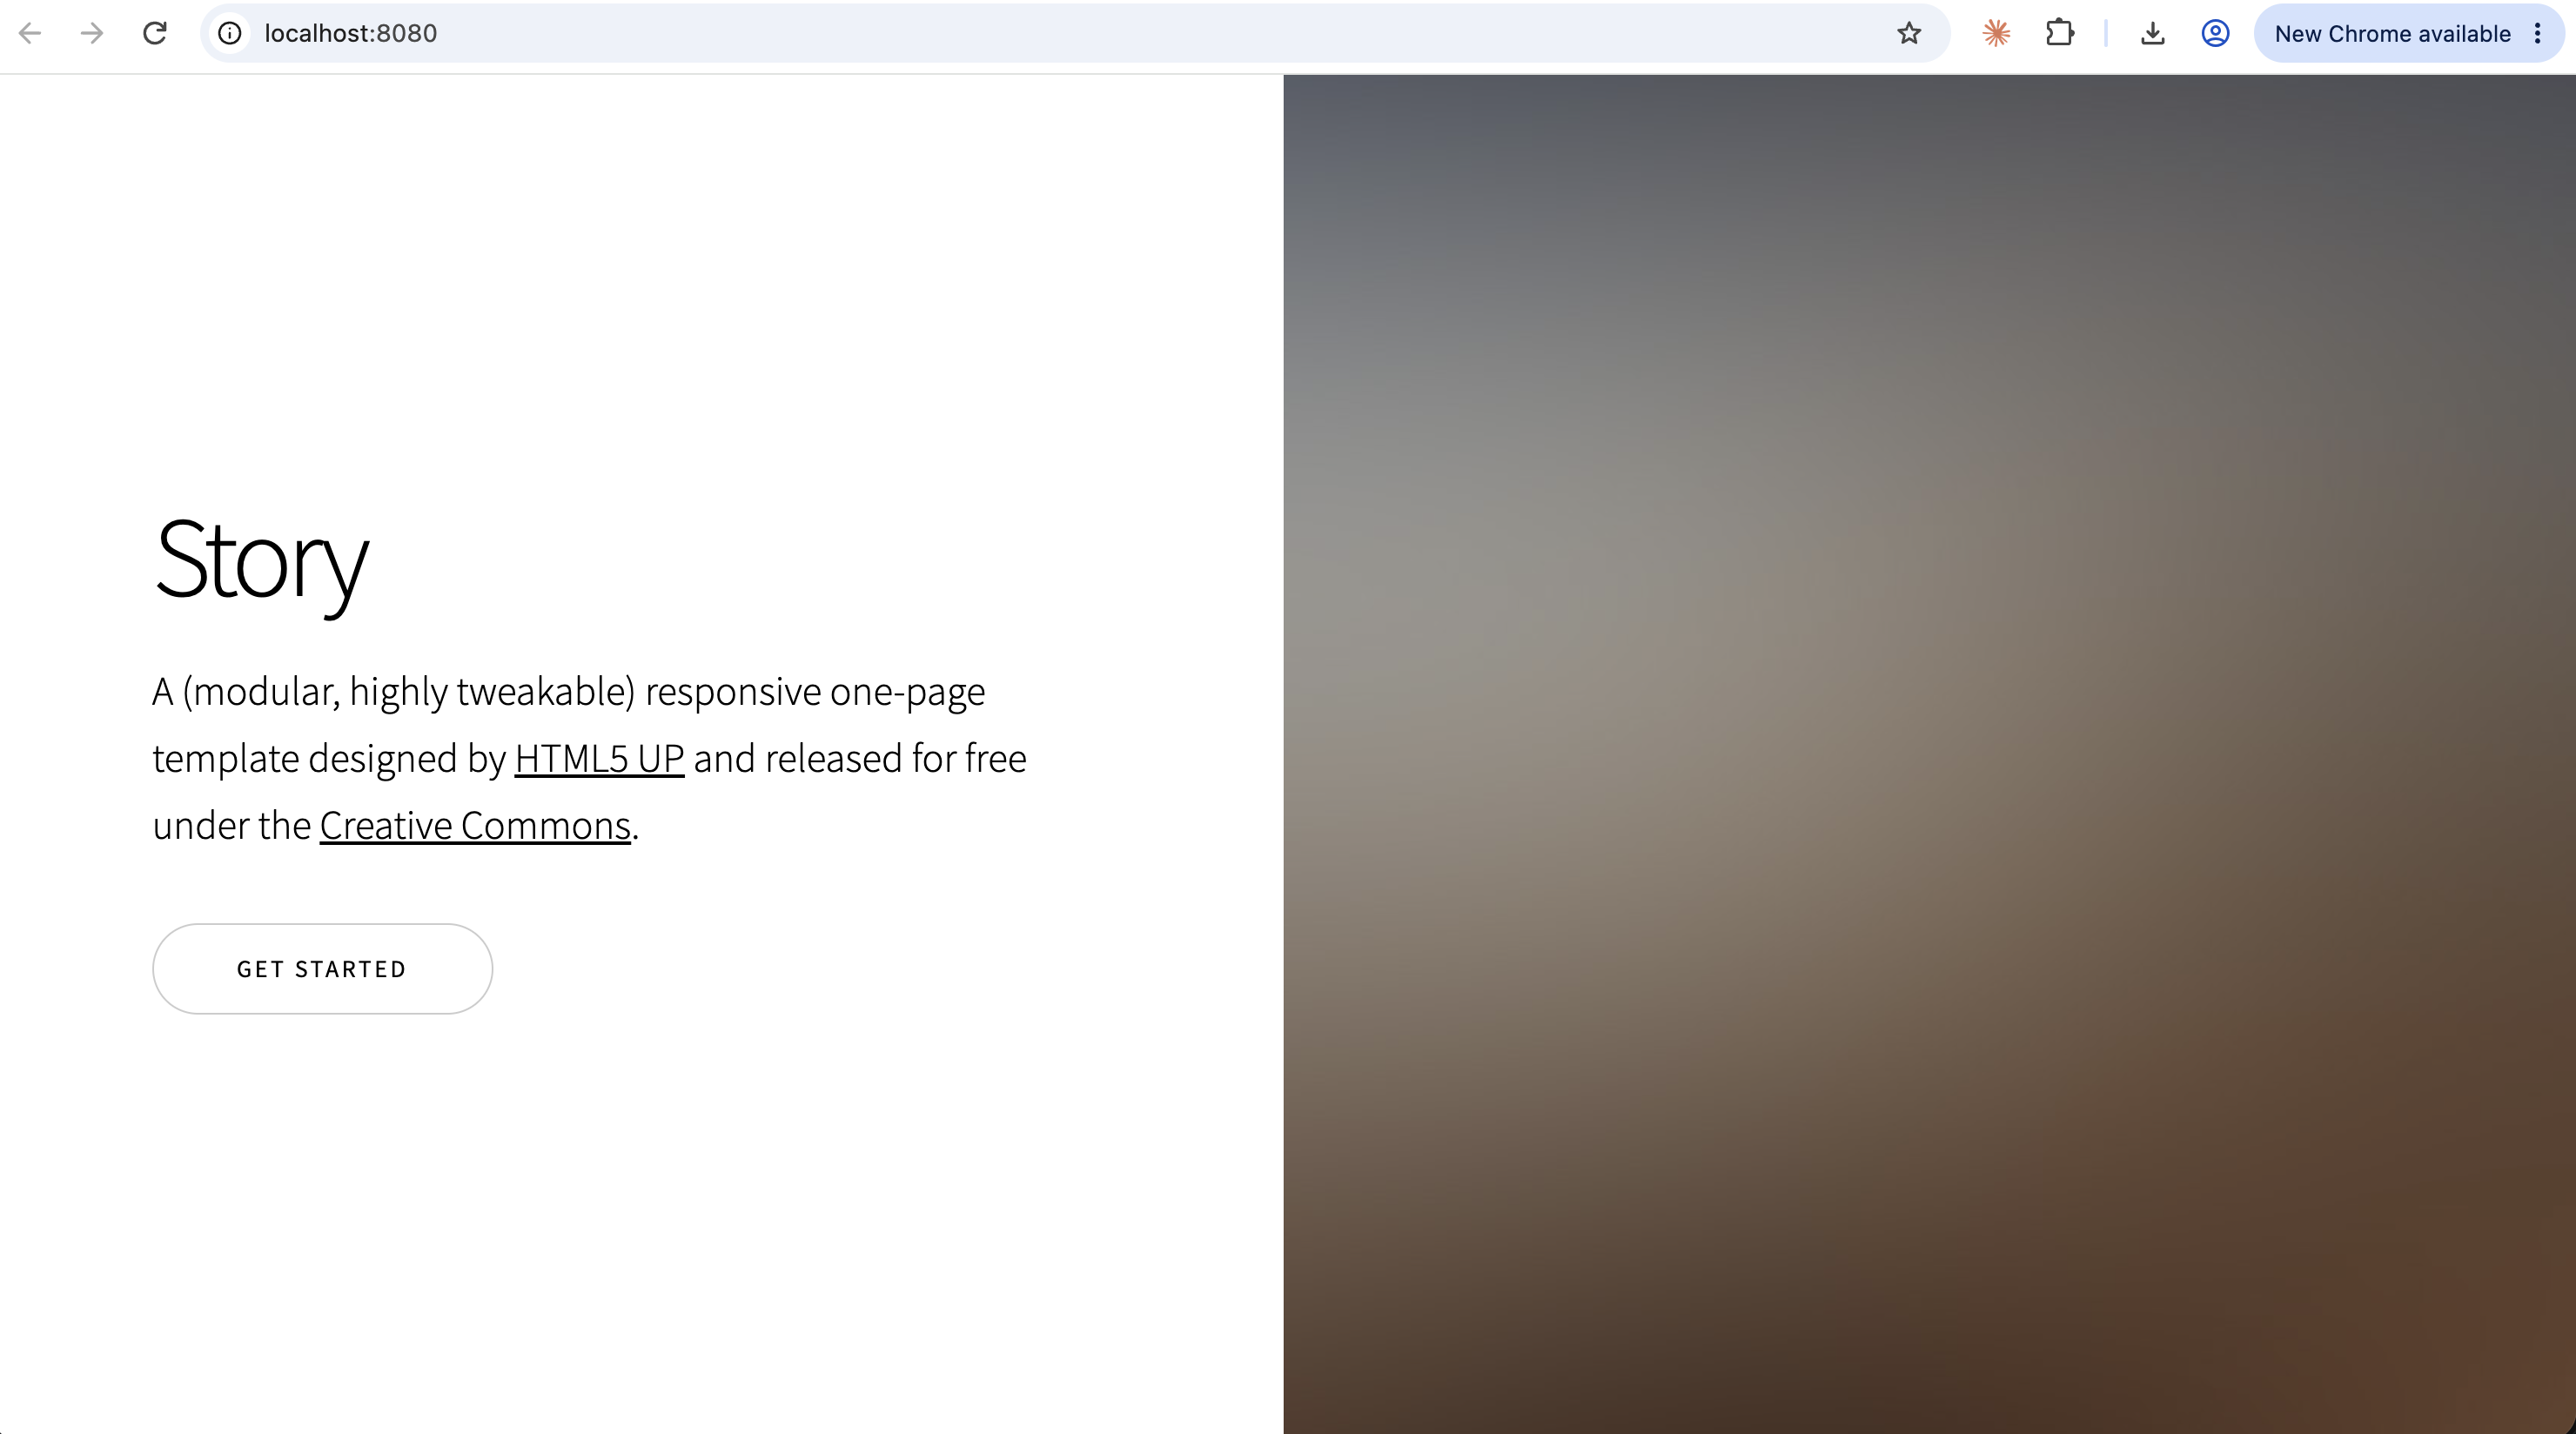 localhost:8080
New Chrome available
Story
A (modular, highly tweakable) responsive one-page
template designed by HTML5 UP and released for free
under the Creative Commons.
GET STARTED